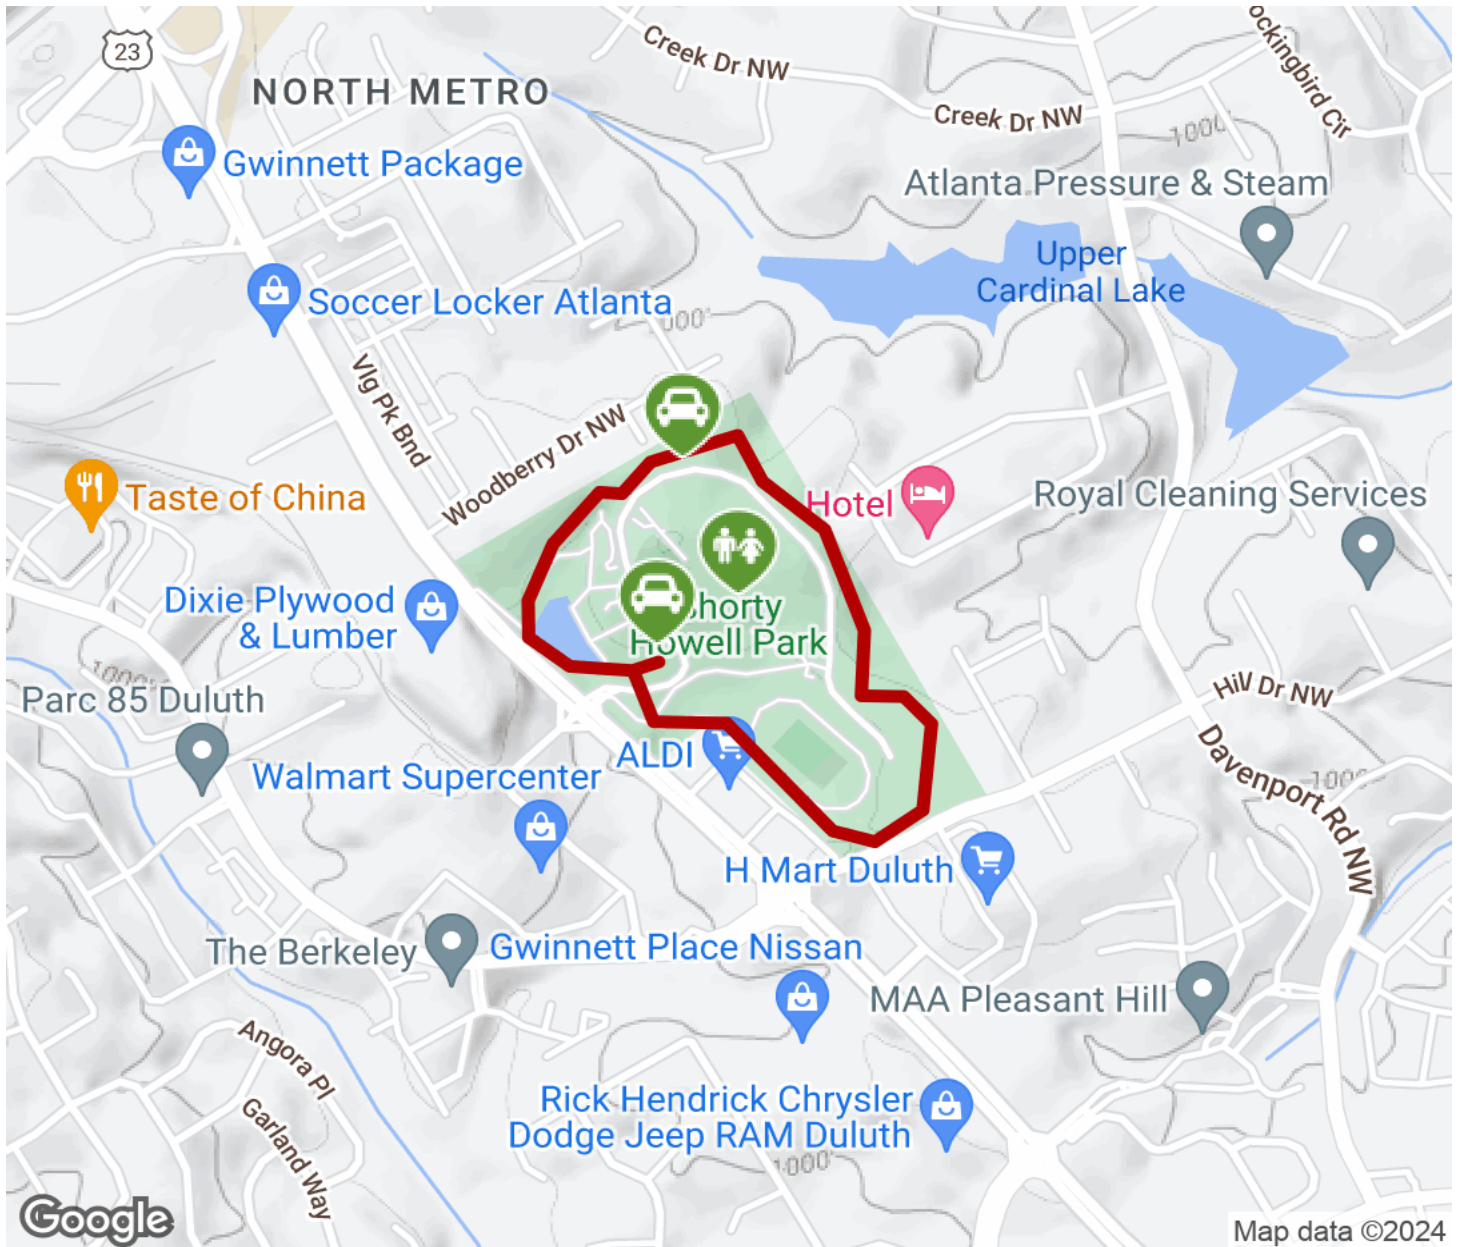 Creek Dr NW
ockingbird Cir
23
NORTH METRO
Creek Dr NW
1000
Gwinnett Package
Atlanta Pressure & Steam
Upper
Cardinal Lake
Soccer Locker Atlanta
000'
Vlg Pk Bnd
Woodberry Dr NW
Taste of China
Hotel
Royal Cleaning Services
Dixie Plywood
& Lumber
Shorty
Howell Park
1000'
Parc 85 Duluth
Hill Dr NW
ALDI
Walmart Supercenter
Davenport Rd NW
1000
H Mart Duluth
The Berkeley
Gwinnett Place Nissan
MAA Pleasant Hill
Angora Pl
Rick Hendrick Chrysler
Dodge Jeep RAM Duluth
Garland Way
1000'
Google
Map data ©2024